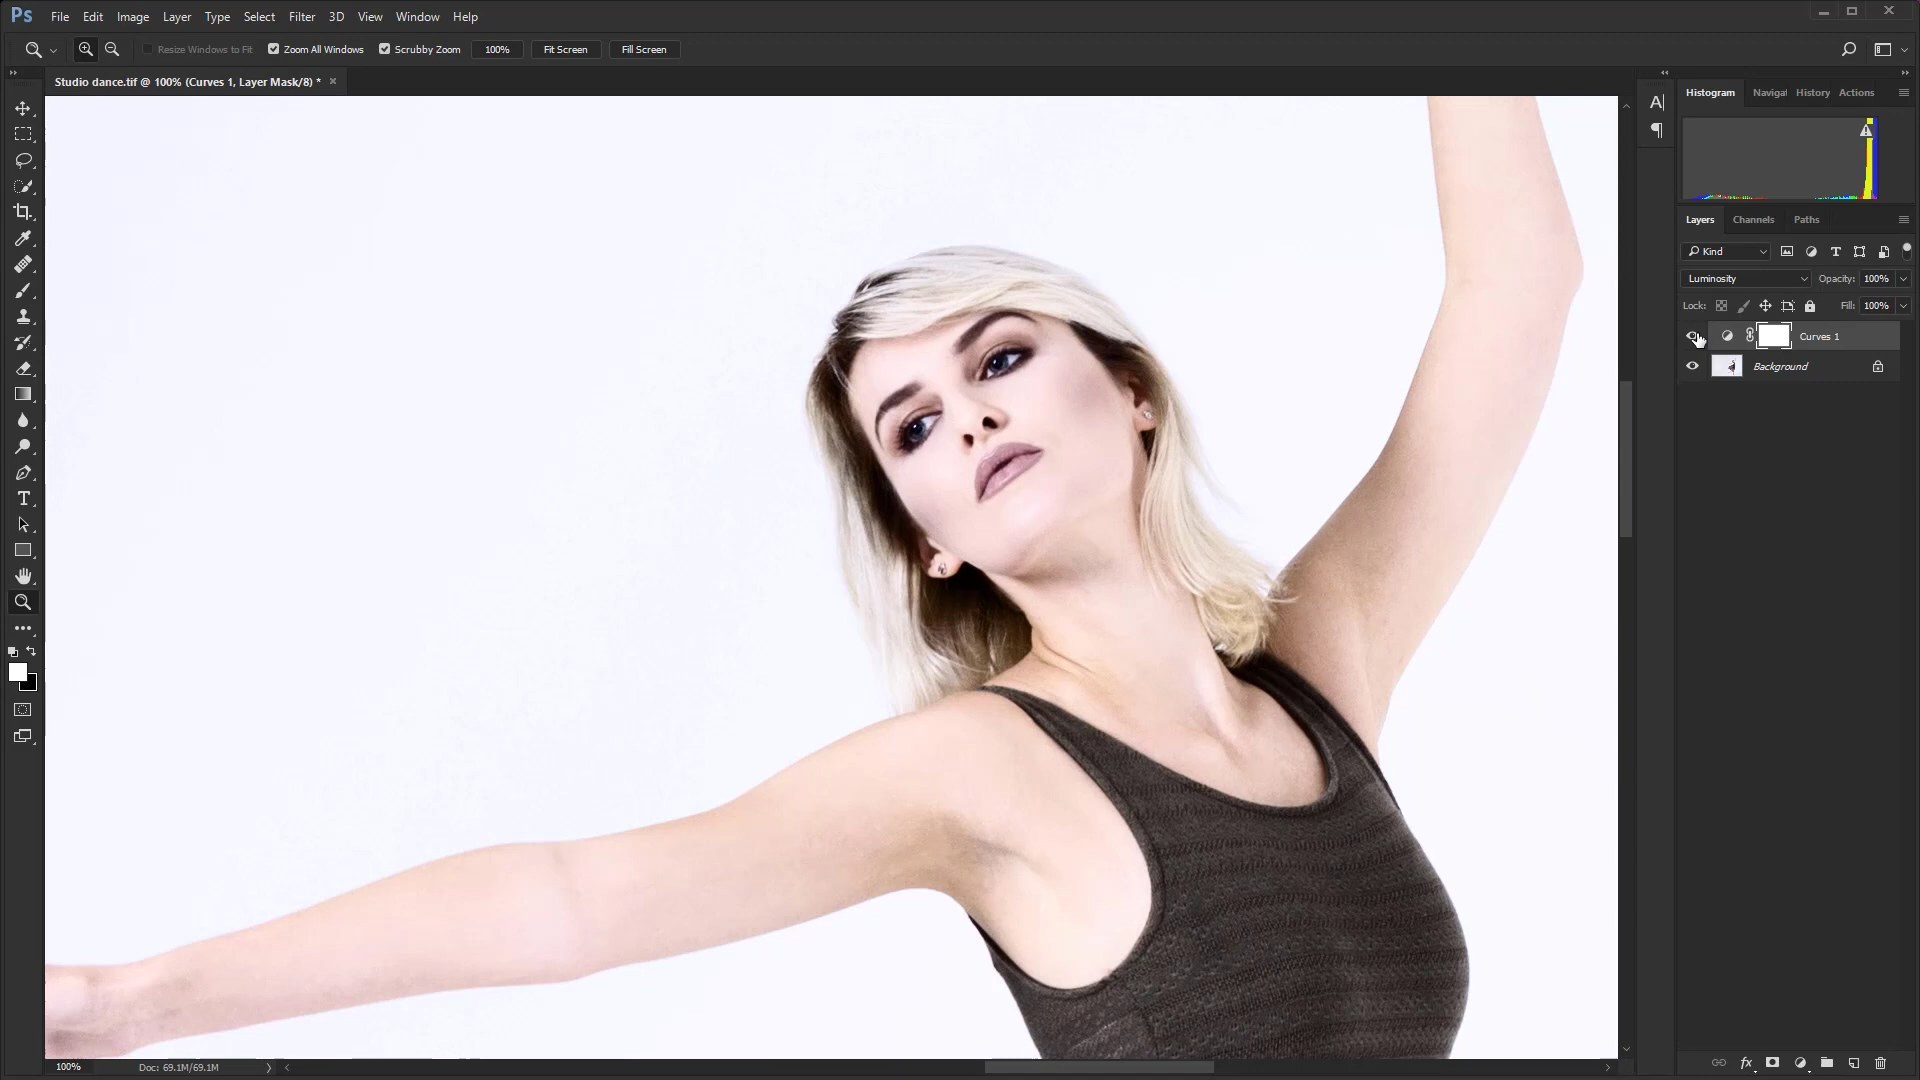 Ps File Edit Image Layer Type Select Filter 3D View Window Help
Resize Windows to Fit Zoom All Windows Scrubby Zoom 100% Fit Screen Fill Screen
Studio dance.tif @ 100% (Curves 1, Layer Mask/8) *
Histogram Navigat History Actions
Layers Channels Paths
Kind
Luminosity Opacity: 100%
Lock: Fill: 100%
Curves 1
Background
100% Doc: 69.1M/69.1M